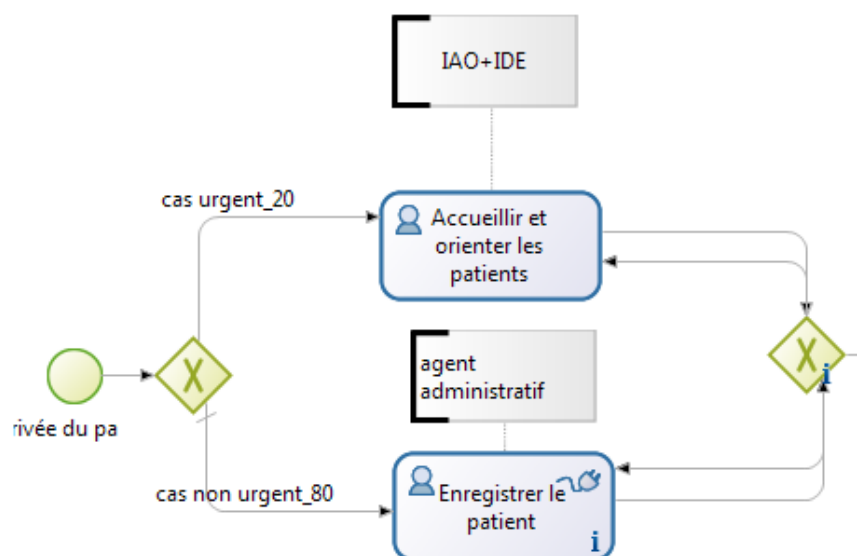 IAO+IDE
cas urgent_20
Accueillir et
orienter les
patients
agent
administratif
rivée du pa
cas non urgent_80
Enregistrer le
patient